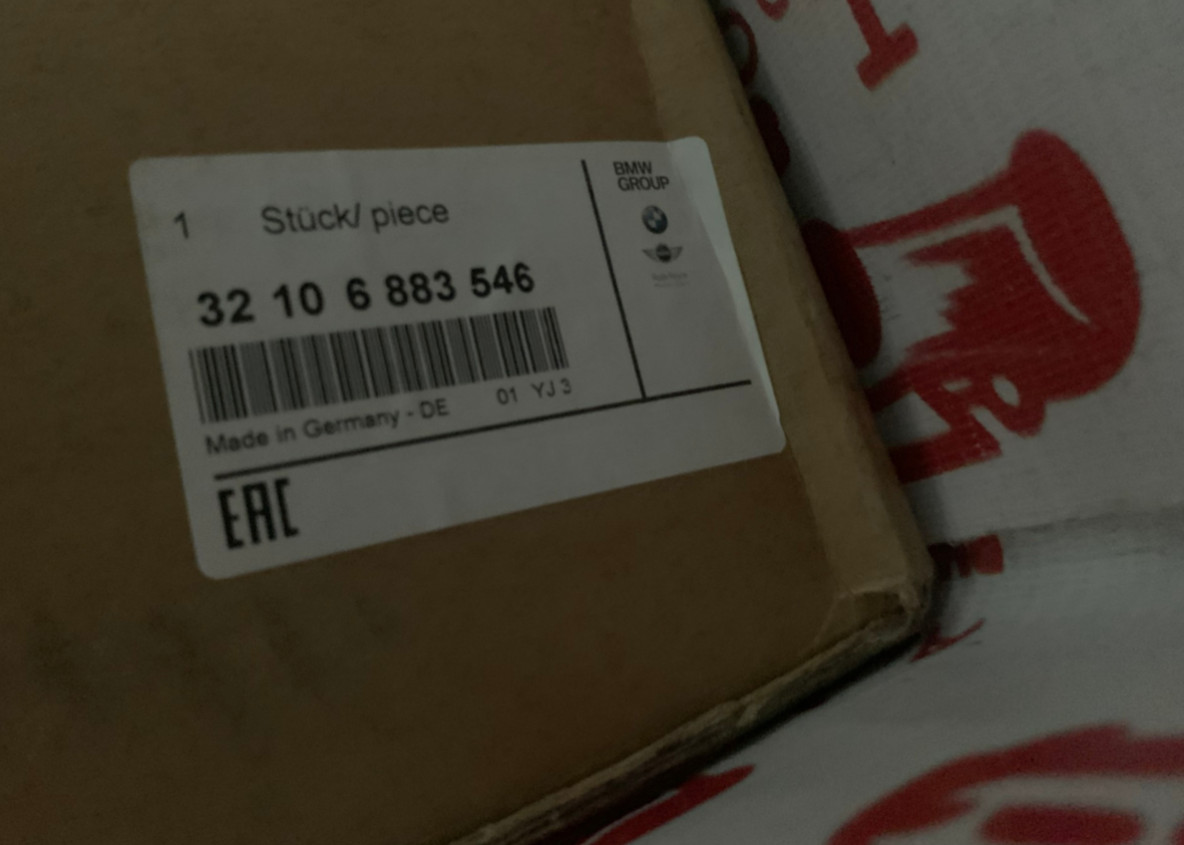 1 Stück/ piece
32 10 6 883 546
Made in Germany - DE 01 YJ 3
EAC
BMW
GROUP